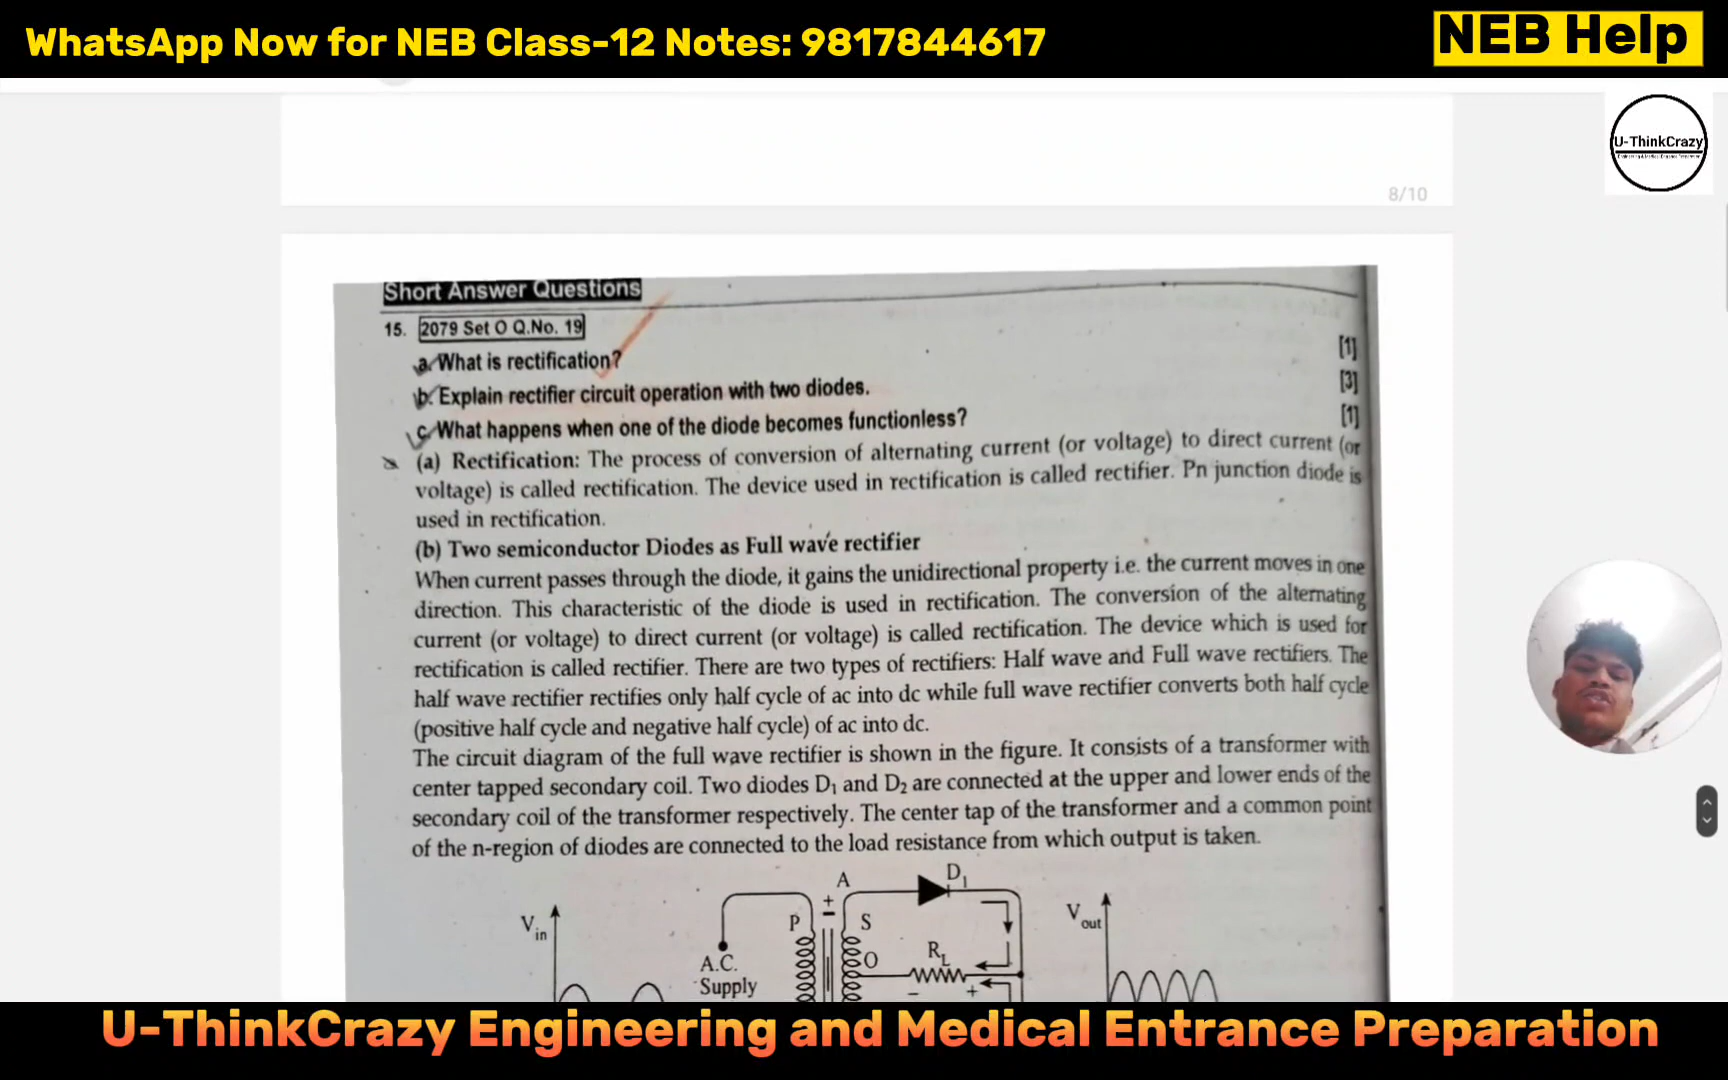 WhatsApp Now for NEB Class-12 Notes: 9817844617
NEB Help
U-ThinkCrazy
8/10
Short Answer Questions
15. 2079 Set O Q.No. 19
a. What is rectification? [1]
b. Explain rectifier circuit operation with two diodes. [3]
c. What happens when one of the diode becomes functionless? [1]
(a) Rectification: The process of conversion of alternating current (or voltage) to direct current (or
voltage) is called rectification. The device used in rectification is called rectifier. Pn junction diode is
used in rectification.
(b) Two semiconductor Diodes as Full wave rectifier
When current passes through the diode, it gains the unidirectional property i.e. the current moves in one
direction. This characteristic of the diode is used in rectification. The conversion of the alternating
current (or voltage) to direct current (or voltage) is called rectification. The device which is used for
rectification is called rectifier. There are two types of rectifiers: Half wave and Full wave rectifiers. The
half wave rectifier rectifies only half cycle of ac into dc while full wave rectifier converts both half cycle
(positive half cycle and negative half cycle) of ac into dc.
The circuit diagram of the full wave rectifier is shown in the figure. It consists of a transformer with
center tapped secondary coil. Two diodes D₁ and D₂ are connected at the upper and lower ends of the
secondary coil of the transformer respectively. The center tap of the transformer and a common point
of the n-region of diodes are connected to the load resistance from which output is taken.
A D₁
V in P + − S V out
A.C. O R L
Supply − +
U-ThinkCrazy Engineering and Medical Entrance Preparation